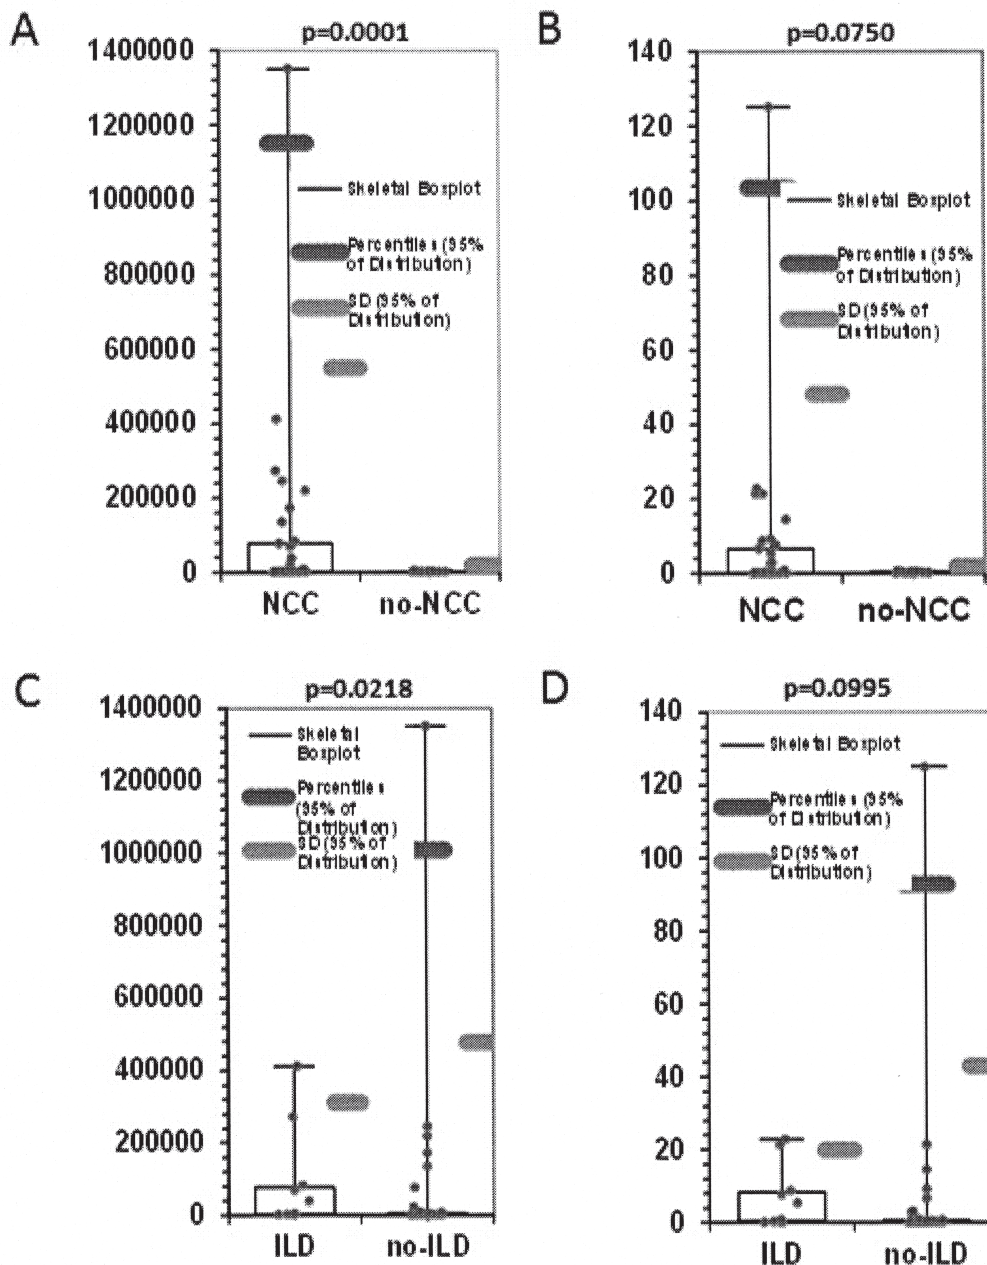 A
p=0.0001
1400000
1200000
1000000
800000
600000
400000
200000
0
Skeletal Boxplot
Percentiles (95%
of Distribution)
SD (95% of
Distribution)
NCC
no-NCC
B
p=0.0750
140
120
100
80
60
40
20
0
Skeletal Boxplot
Percentiles (95%
of Distribution)
SD (95% of
Distribution)
NCC
no-NCC
C
p=0.0218
1400000
1200000
1000000
800000
600000
400000
200000
0
Skeletal
Boxplot
Percentiles
(95% of
Distribution)
SD (95% of
Distribution)
ILD
no-ILD
D
p=0.0995
140
120
100
80
60
40
20
0
Skeletal Boxplot
Percentiles (95%
of Distribution)
SD (95% of
Distribution)
ILD
no-ILD